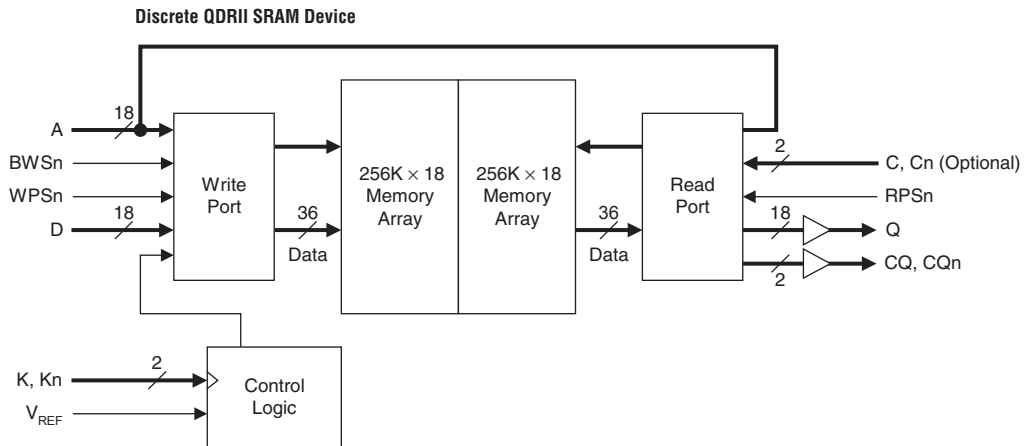 Discrete QDRII SRAM Device
A
18
BWSn
WPSn
D
18
Write
Port
36
Data
256K × 18
Memory
Array
256K × 18
Memory
Array
36
Data
Read
Port
2
C, Cn (Optional)
RPSn
18
Q
2
CQ, CQn
K, Kn
2
VREF
Control
Logic